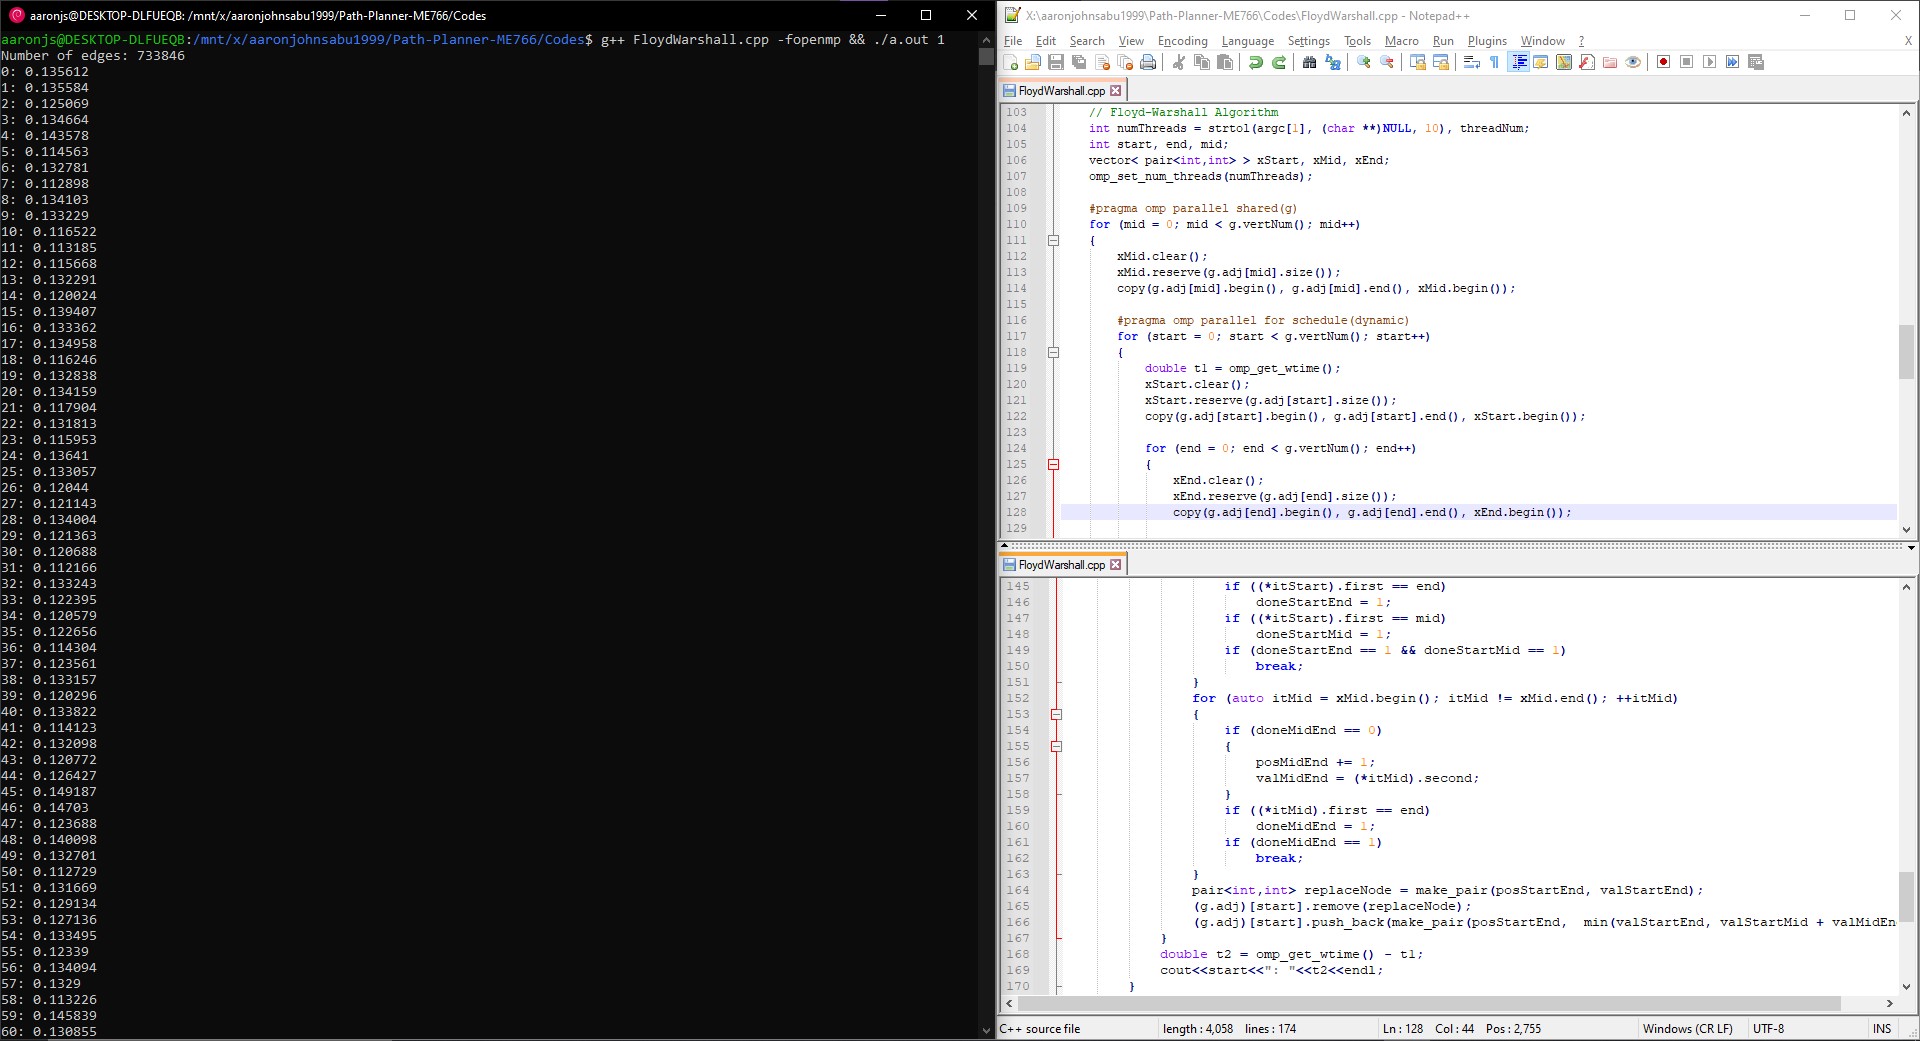 aaronjs@DESKTOP-DLFUEQB: /mnt/x/aaronjohnsabu1999/Path-Planner-ME766/Codes
aaronjs@DESKTOP-DLFUEQB:/mnt/x/aaronjohnsabu1999/Path-Planner-ME766/Codes$ g++ FloydWarshall.cpp -fopenmp && ./a.out 1
Number of edges: 733846
0: 0.135612
1: 0.135584
2: 0.125069
3: 0.134664
4: 0.143578
5: 0.114563
6: 0.132781
7: 0.112898
8: 0.134103
9: 0.133229
10: 0.116522
11: 0.113185
12: 0.115668
13: 0.132291
14: 0.120024
15: 0.139407
16: 0.133362
17: 0.134958
18: 0.116246
19: 0.132838
20: 0.134159
21: 0.117904
22: 0.131813
23: 0.115953
24: 0.13641
25: 0.133057
26: 0.12044
27: 0.121143
28: 0.134004
29: 0.121363
30: 0.120688
31: 0.112166
32: 0.133243
33: 0.122395
34: 0.120579
35: 0.122656
36: 0.114304
37: 0.123561
38: 0.133157
39: 0.120296
40: 0.133822
41: 0.114123
42: 0.132098
43: 0.120772
44: 0.126427
45: 0.149187
46: 0.14703
47: 0.123688
48: 0.140098
49: 0.132701
50: 0.112729
51: 0.131669
52: 0.129134
53: 0.127136
54: 0.133495
55: 0.12339
56: 0.134094
57: 0.1329
58: 0.113226
59: 0.145839
60: 0.130855
X:\aaronjohnsabu1999\Path-Planner-ME766\Codes\FloydWarshall.cpp - Notepad++
File Edit Search View Encoding Language Settings Tools Macro Run Plugins Window ? X
FloydWarshall.cpp
103 // Floyd-Warshall Algorithm
104 int numThreads = strtol(argc[1], (char **)NULL, 10), threadNum;
105 int start, end, mid;
106 vector< pair<int,int> > xStart, xMid, xEnd;
107 omp_set_num_threads(numThreads);
108
109 #pragma omp parallel shared(g)
110 for (mid = 0; mid < g.vertNum(); mid++)
111 {
112 xMid.clear();
113 xMid.reserve(g.adj[mid].size());
114 copy(g.adj[mid].begin(), g.adj[mid].end(), xMid.begin());
115
116 #pragma omp parallel for schedule(dynamic)
117 for (start = 0; start < g.vertNum(); start++)
118 {
119 double t1 = omp_get_wtime();
120 xStart.clear();
121 xStart.reserve(g.adj[start].size());
122 copy(g.adj[start].begin(), g.adj[start].end(), xStart.begin());
123
124 for (end = 0; end < g.vertNum(); end++)
125 {
126 xEnd.clear();
127 xEnd.reserve(g.adj[end].size());
128 copy(g.adj[end].begin(), g.adj[end].end(), xEnd.begin());
129
FloydWarshall.cpp
145 if ((*itStart).first == end)
146 doneStartEnd = 1;
147 if ((*itStart).first == mid)
148 doneStartMid = 1;
149 if (doneStartEnd == 1 && doneStartMid == 1)
150 break;
151 }
152 for (auto itMid = xMid.begin(); itMid != xMid.end(); ++itMid)
153 {
154 if (doneMidEnd == 0)
155 {
156 posMidEnd += 1;
157 valMidEnd = (*itMid).second;
158 }
159 if ((*itMid).first == end)
160 doneMidEnd = 1;
161 if (doneMidEnd == 1)
162 break;
163 }
164 pair<int,int> replaceNode = make_pair(posStartEnd, valStartEnd);
165 (g.adj)[start].remove(replaceNode);
166 (g.adj)[start].push_back(make_pair(posStartEnd, min(valStartEnd, valStartMid + valMidEn
167 }
168 double t2 = omp_get_wtime() - t1;
169 cout<<start<<": "<<t2<<endl;
170 }
C++ source file length : 4,058 lines : 174 Ln : 128 Col : 44 Pos : 2,755 Windows (CR LF) UTF-8 INS